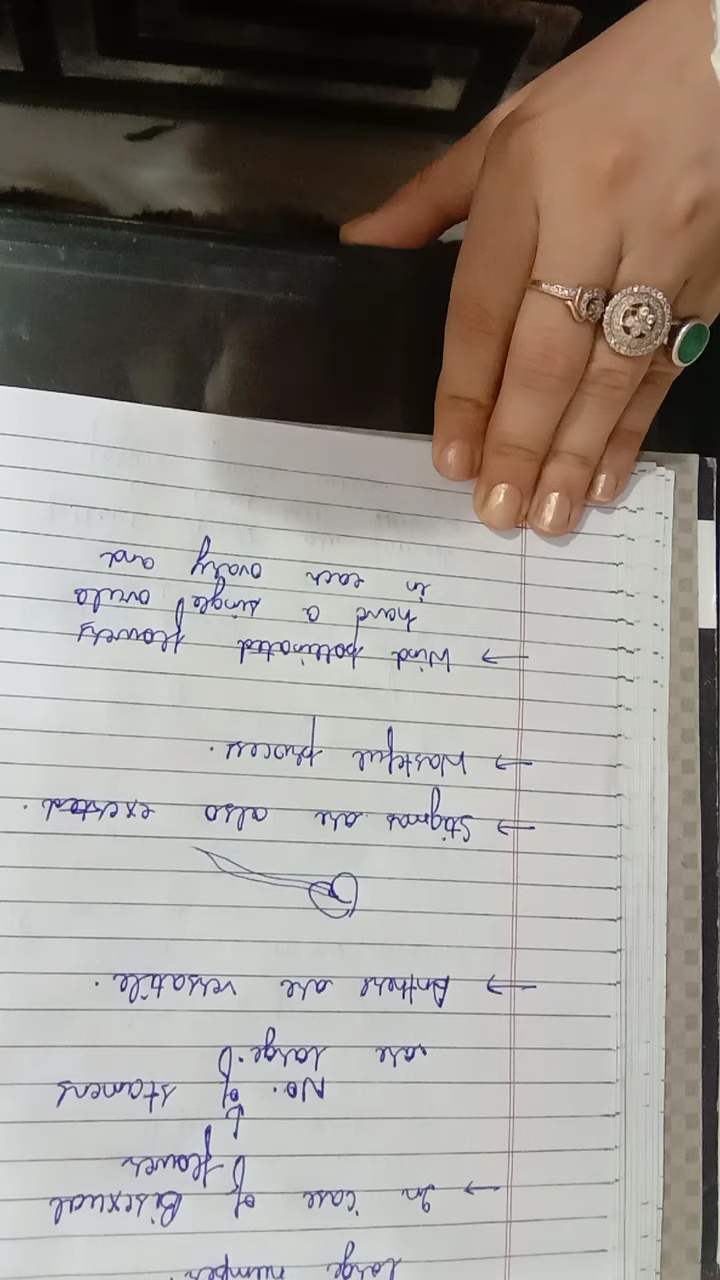 large number.
→ In case of Bisexual
flower
↳ No. of stamens
are large.
→ Anthers are versatile.
→ Stigmas are also exerted.
→ Wasteful process.
→ Wind pollinated flowers
have a single ovule
in each ovary and